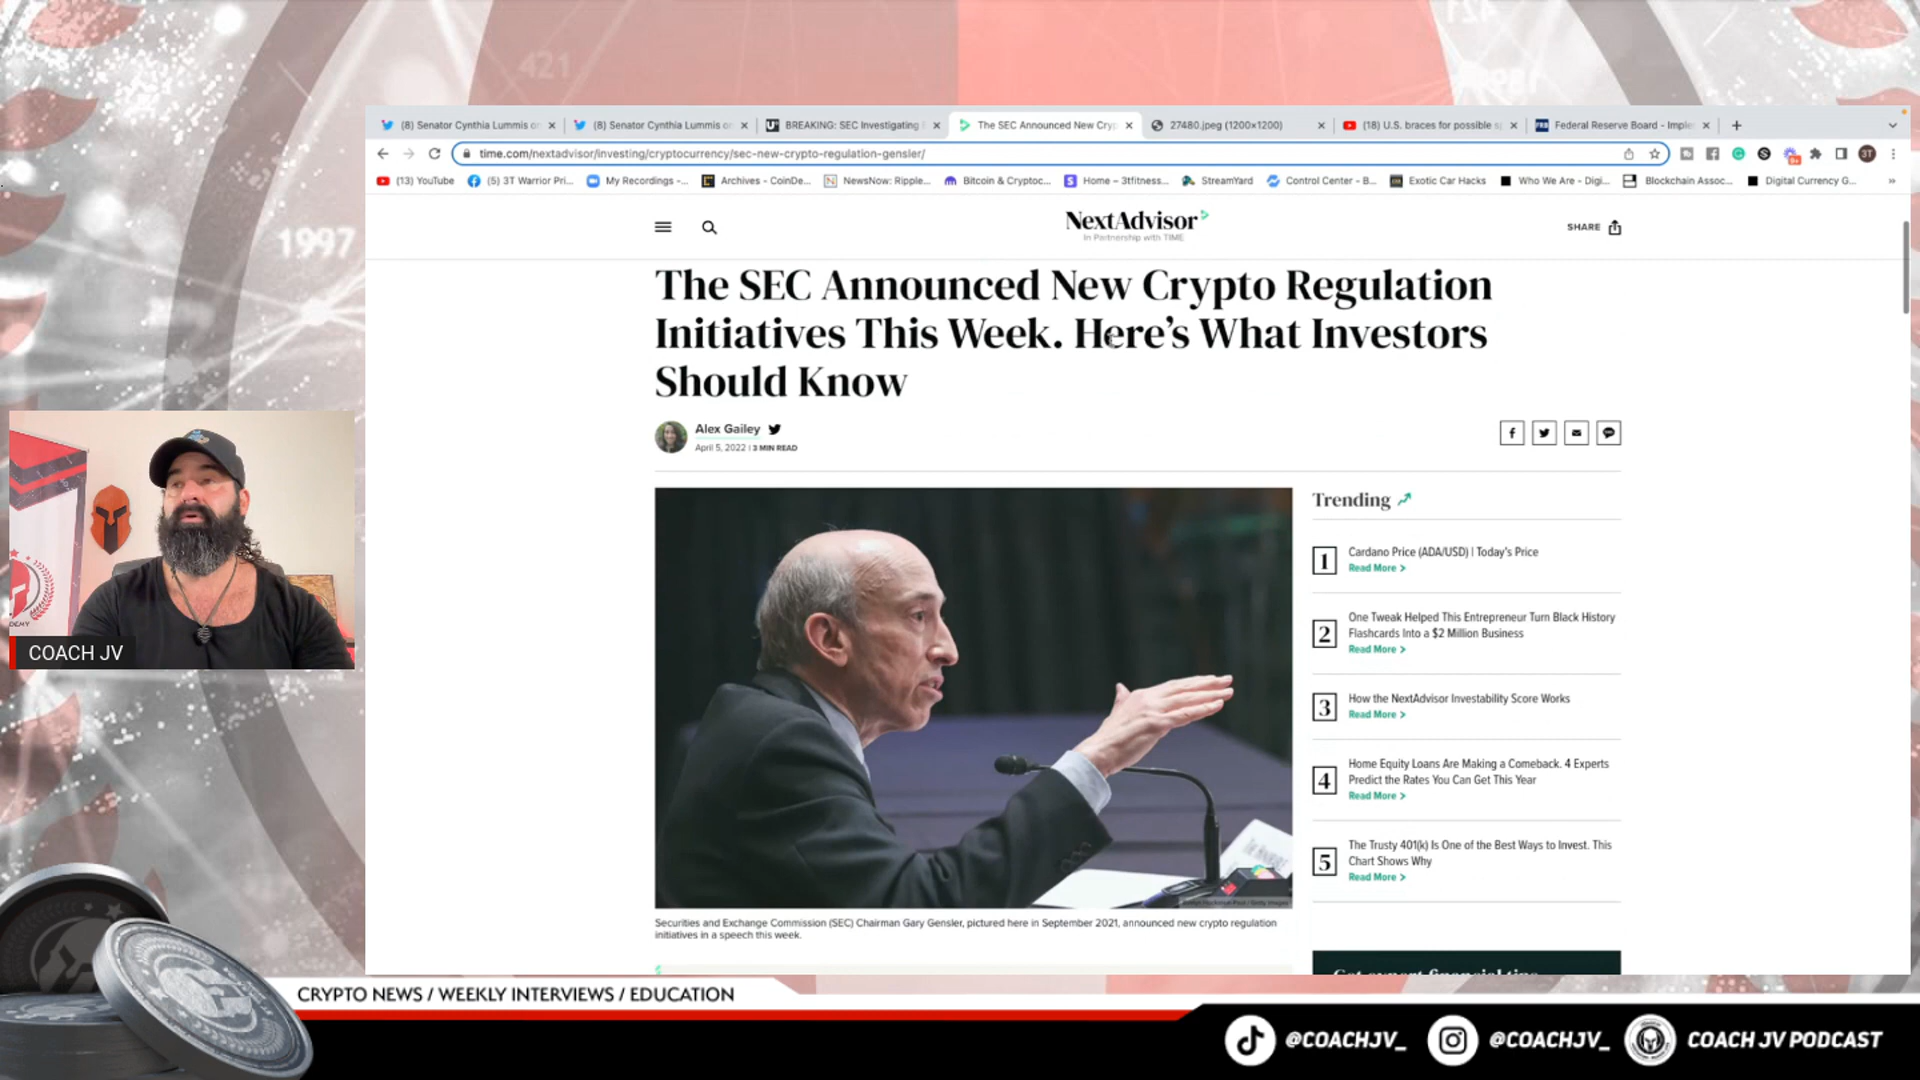 421
1997
(8) Senator Cynthia Lummis or
(8) Senator Cynthia Lummis or
BREAKING: SEC Investigating
The SEC Announced New Cryp
27480.jpeg (1200×1200)
(18) U.S. braces for possible s
Federal Reserve Board - Imple
time.com/nextadvisor/investing/cryptocurrency/sec-new-crypto-regulation-gensler/
(13) YouTube
(5) 3T Warrior Pri...
My Recordings -...
Archives - CoinDe...
NewsNow: Ripple...
Bitcoin & Cryptoc...
Home – 3tfitness...
StreamYard
Control Center - B...
Exotic Car Hacks
Who We Are - Digi...
Blockchain Assoc...
Digital Currency G...
NextAdvisor
In Partnership with TIME
SHARE
The SEC Announced New Crypto Regulation
Initiatives This Week. Here's What Investors
Should Know
Alex Gailey
April 5, 2022 | 3 MIN READ
Trending
1
Cardano Price (ADA/USD) | Today's Price
Read More >
2
One Tweak Helped This Entrepreneur Turn Black History
Flashcards Into a $2 Million Business
Read More >
3
How the NextAdvisor Investability Score Works
Read More >
4
Home Equity Loans Are Making a Comeback. 4 Experts
Predict the Rates You Can Get This Year
Read More >
5
The Trusty 401(k) Is One of the Best Ways to Invest. This
Chart Shows Why
Read More >
Securities and Exchange Commission (SEC) Chairman Gary Gensler, pictured here in September 2021, announced new crypto regulation
initiatives in a speech this week.
COACH JV
CRYPTO NEWS / WEEKLY INTERVIEWS / EDUCATION
@COACHJV_
@COACHJV_
COACH JV PODCAST